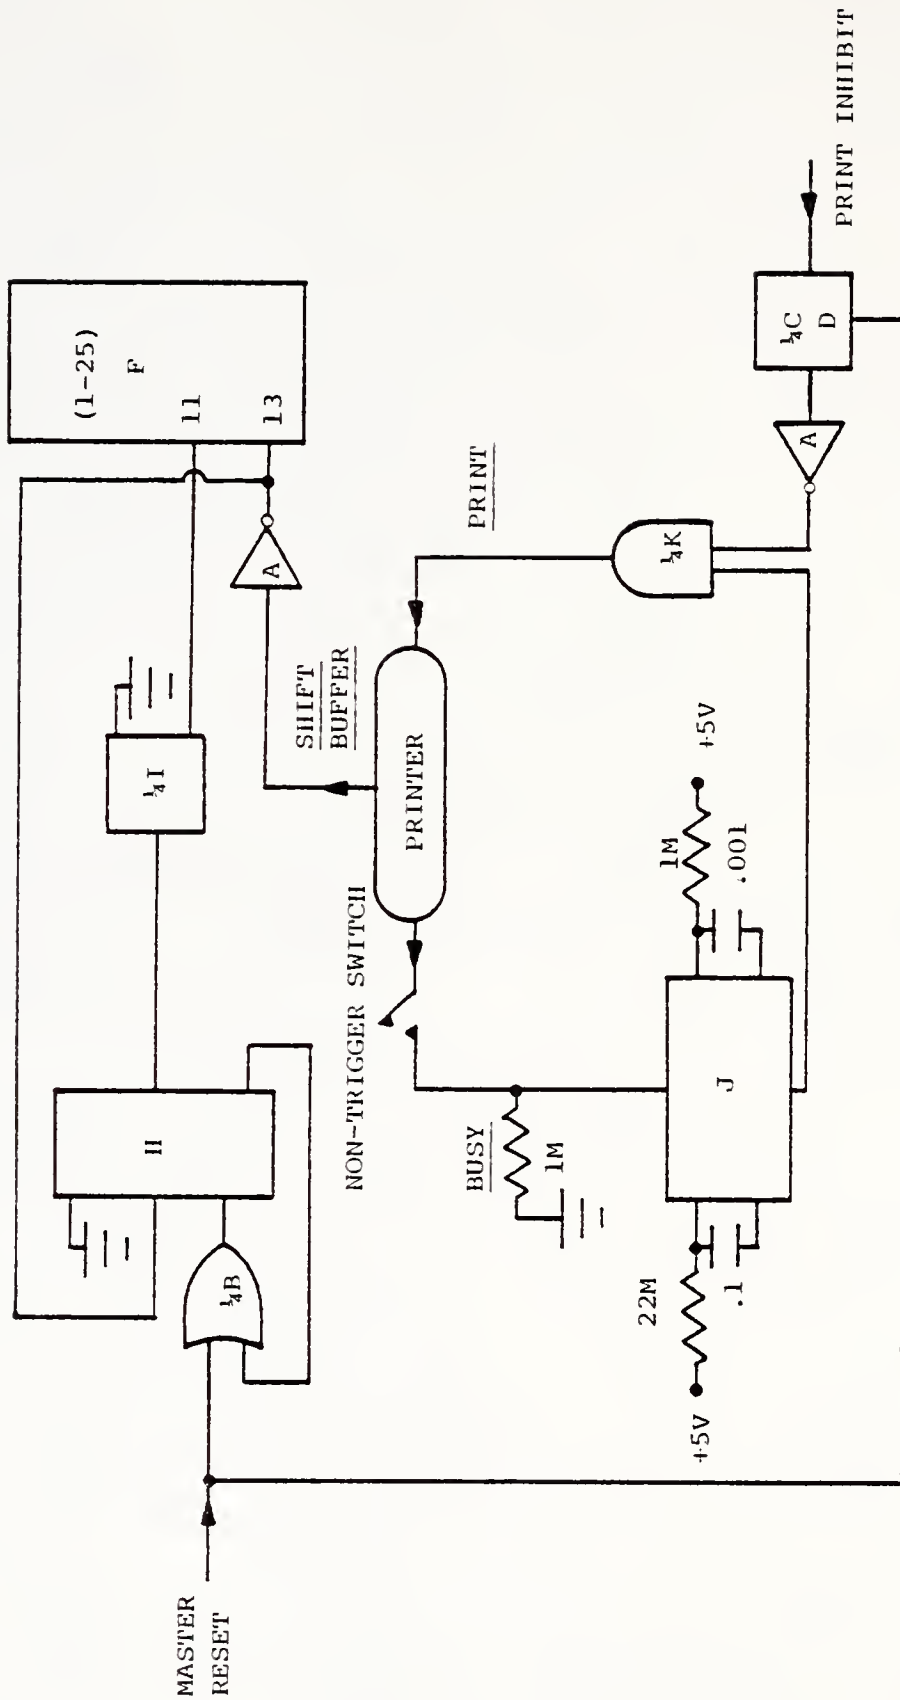 MASTER
RESET
¼B
H
¼I
(1-25)
F
11
13
A
SHIFT
BUFFER
NON-TRIGGER SWITCH
PRINTER
PRINT
BUSY
1M
¼K
+5V
22M
.1
J
1M
.001
+5V
A
¼C
D
PRINT INHIBIT